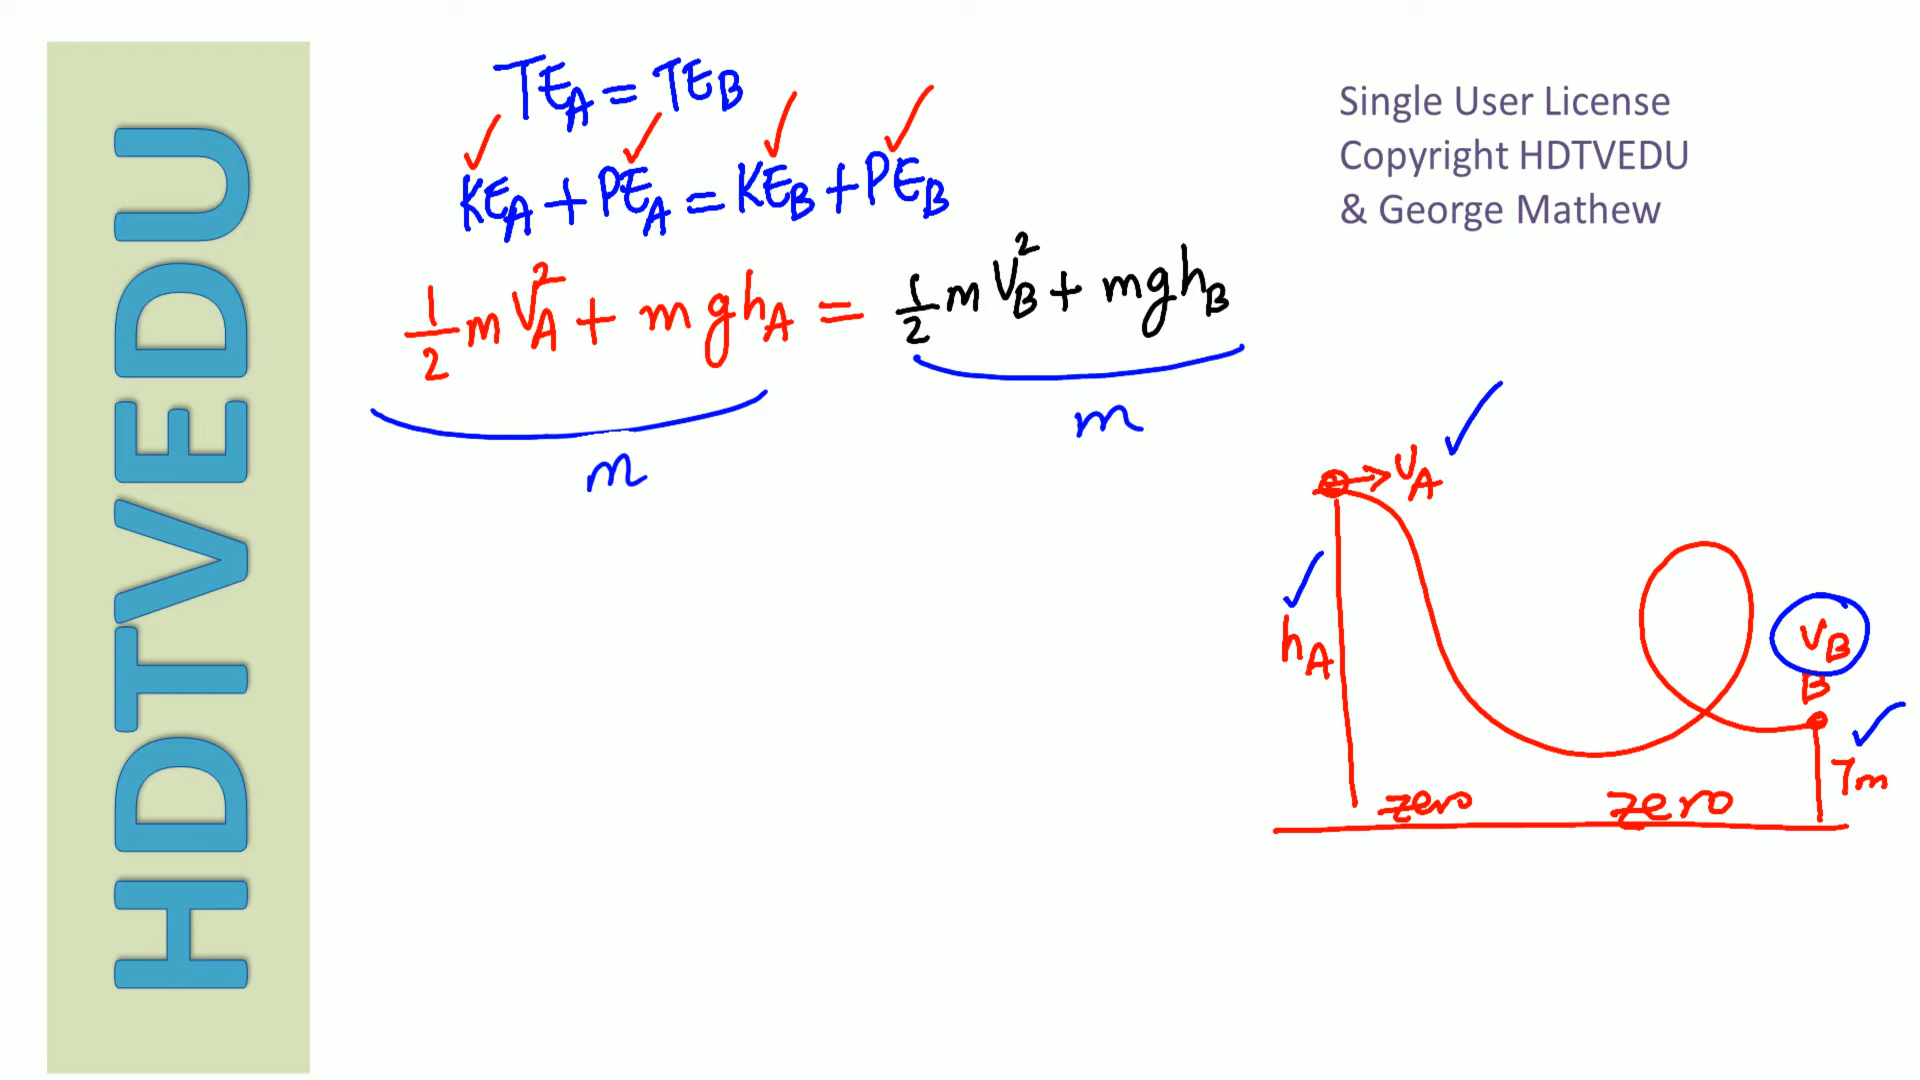 HDTVEDU
TE_A = TE_B
KE_A + PE_A = KE_B + PE_B
1/2 m V_A^2 + m g h_A = 1/2 m V_B^2 + m g h_B
m
m
Single User License
Copyright HDTVEDU
& George Mathew
V_A
h_A
V_B
B
7m
zero
zero